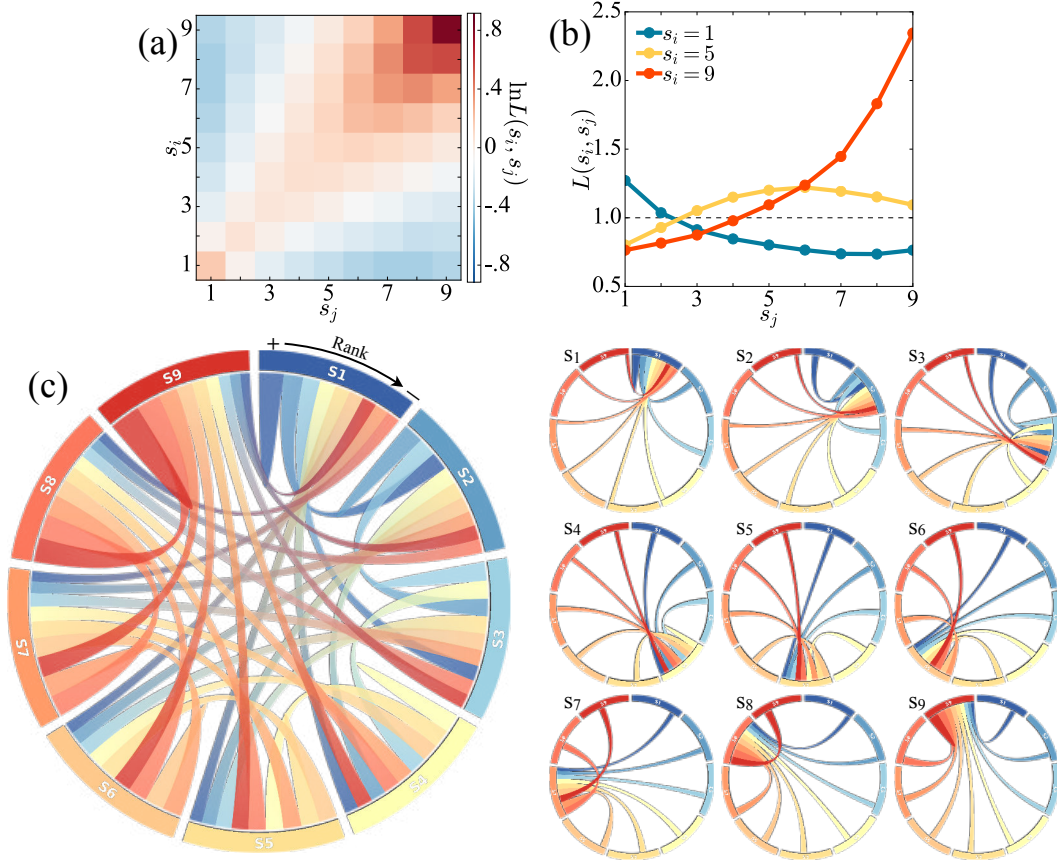 (a)
9
7
5
3
1
s_i
1
3
5
7
9
s_j
.8
.4
0
-.4
-.8
lnL(s_i, s_j)
(b)
2.5
2.0
1.5
1.0
0.5
L(s_i, s_j)
s_i = 1
s_i = 5
s_i = 9
1
3
5
7
9
s_j
(c)
+ Rank −
S1
S2
S3
S4
S5
S6
S7
S8
S9
S1
S2
S3
S4
S5
S6
S7
S8
S9